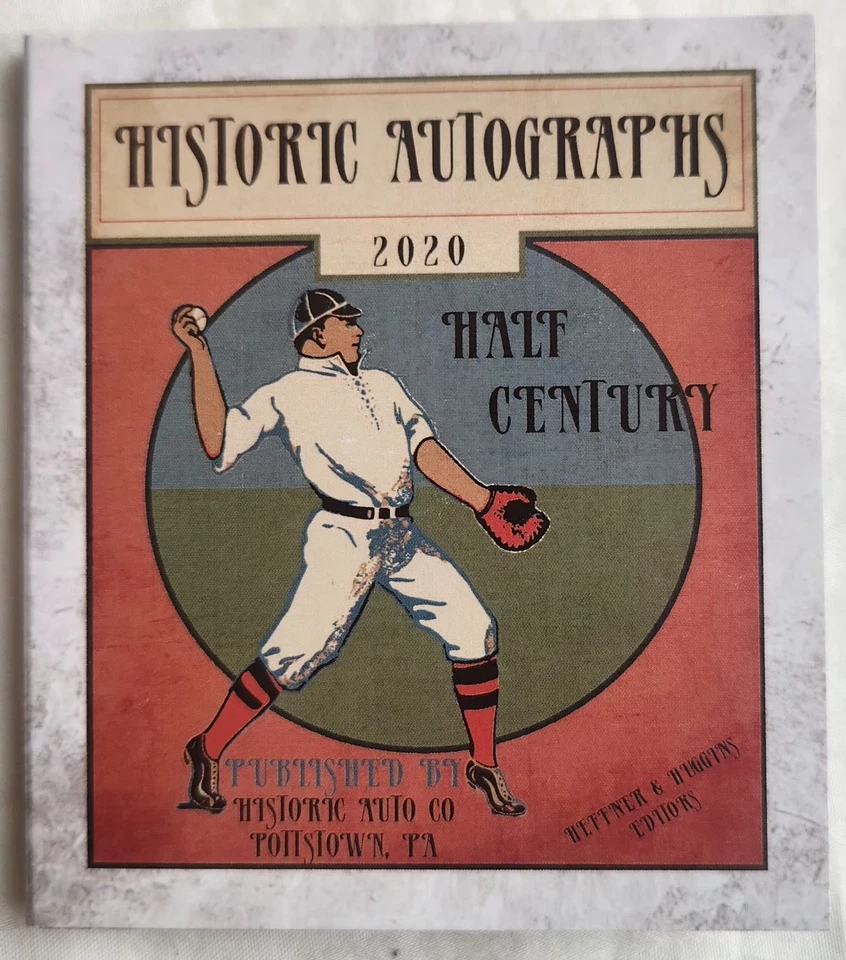 HISTORIC AUTOGRAPHS
2020
HALF
CENTURY
PUBLISHED BY
HISTORIC AUTO CO
POTTSTOWN, PA
HEFFNER & HUGGINS
EDITORS